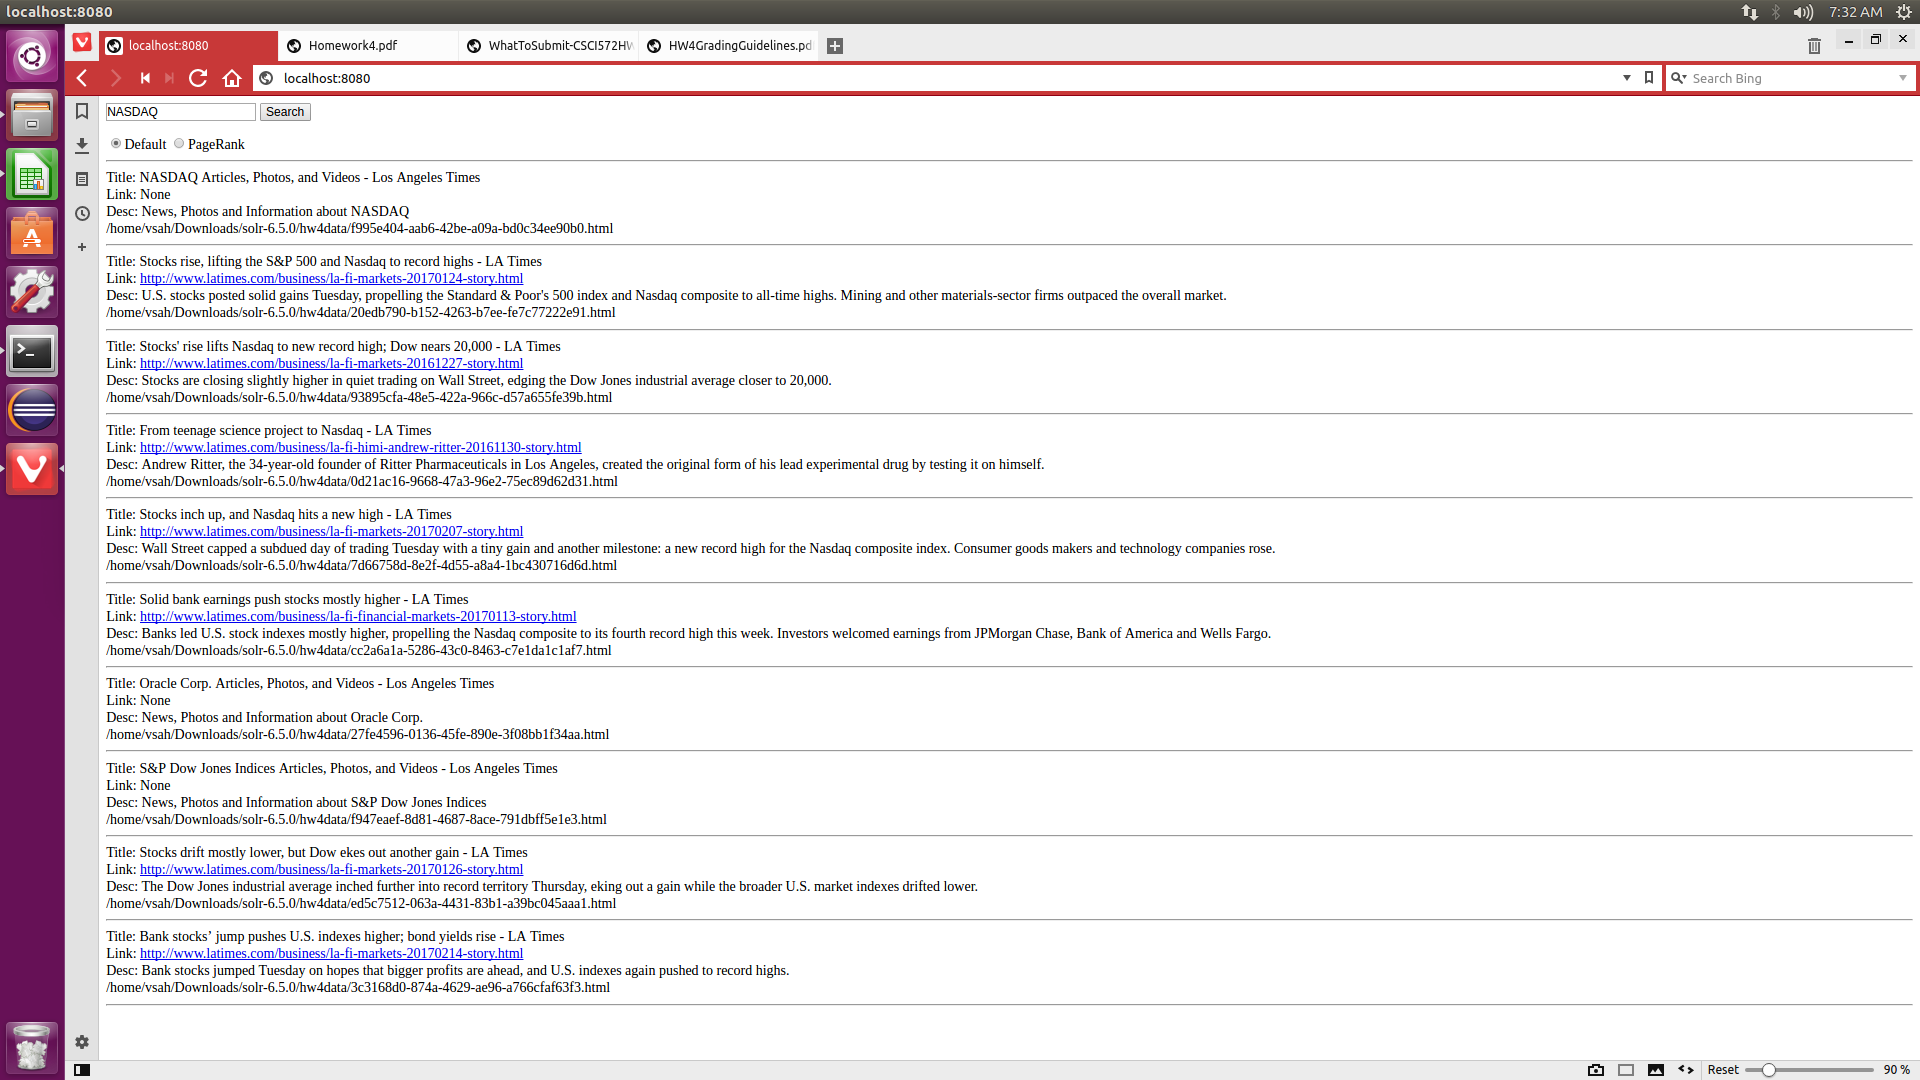 localhost:8080
7:32 AM
localhost:8080
Homework4.pdf
WhatToSubmit-CSCI572HW
HW4GradingGuidelines.pd
localhost:8080
Search Bing
NASDAQ Search
Default PageRank
Title: NASDAQ Articles, Photos, and Videos - Los Angeles Times
Link: None
Desc: News, Photos and Information about NASDAQ
/home/vsah/Downloads/solr-6.5.0/hw4data/f995e404-aab6-42be-a09a-bd0c34ee90b0.html
Title: Stocks rise, lifting the S&P 500 and Nasdaq to record highs - LA Times
Link: http://www.latimes.com/business/la-fi-markets-20170124-story.html
Desc: U.S. stocks posted solid gains Tuesday, propelling the Standard & Poor's 500 index and Nasdaq composite to all-time highs. Mining and other materials-sector firms outpaced the overall market.
/home/vsah/Downloads/solr-6.5.0/hw4data/20edb790-b152-4263-b7ee-fe7c77222e91.html
Title: Stocks' rise lifts Nasdaq to new record high; Dow nears 20,000 - LA Times
Link: http://www.latimes.com/business/la-fi-markets-20161227-story.html
Desc: Stocks are closing slightly higher in quiet trading on Wall Street, edging the Dow Jones industrial average closer to 20,000.
/home/vsah/Downloads/solr-6.5.0/hw4data/93895cfa-48e5-422a-966c-d57a655fe39b.html
Title: From teenage science project to Nasdaq - LA Times
Link: http://www.latimes.com/business/la-fi-himi-andrew-ritter-20161130-story.html
Desc: Andrew Ritter, the 34-year-old founder of Ritter Pharmaceuticals in Los Angeles, created the original form of his lead experimental drug by testing it on himself.
/home/vsah/Downloads/solr-6.5.0/hw4data/0d21ac16-9668-47a3-96e2-75ec89d62d31.html
Title: Stocks inch up, and Nasdaq hits a new high - LA Times
Link: http://www.latimes.com/business/la-fi-markets-20170207-story.html
Desc: Wall Street capped a subdued day of trading Tuesday with a tiny gain and another milestone: a new record high for the Nasdaq composite index. Consumer goods makers and technology companies rose.
/home/vsah/Downloads/solr-6.5.0/hw4data/7d66758d-8e2f-4d55-a8a4-1bc430716d6d.html
Title: Solid bank earnings push stocks mostly higher - LA Times
Link: http://www.latimes.com/business/la-fi-financial-markets-20170113-story.html
Desc: Banks led U.S. stock indexes mostly higher, propelling the Nasdaq composite to its fourth record high this week. Investors welcomed earnings from JPMorgan Chase, Bank of America and Wells Fargo.
/home/vsah/Downloads/solr-6.5.0/hw4data/cc2a6a1a-5286-43c0-8463-c7e1da1c1af7.html
Title: Oracle Corp. Articles, Photos, and Videos - Los Angeles Times
Link: None
Desc: News, Photos and Information about Oracle Corp.
/home/vsah/Downloads/solr-6.5.0/hw4data/27fe4596-0136-45fe-890e-3f08bb1f34aa.html
Title: S&P Dow Jones Indices Articles, Photos, and Videos - Los Angeles Times
Link: None
Desc: News, Photos and Information about S&P Dow Jones Indices
/home/vsah/Downloads/solr-6.5.0/hw4data/f947eaef-8d81-4687-8ace-791dbff5e1e3.html
Title: Stocks drift mostly lower, but Dow ekes out another gain - LA Times
Link: http://www.latimes.com/business/la-fi-markets-20170126-story.html
Desc: The Dow Jones industrial average inched further into record territory Thursday, eking out a gain while the broader U.S. market indexes drifted lower.
/home/vsah/Downloads/solr-6.5.0/hw4data/ed5c7512-063a-4431-83b1-a39bc045aaa1.html
Title: Bank stocks’ jump pushes U.S. indexes higher; bond yields rise - LA Times
Link: http://www.latimes.com/business/la-fi-markets-20170214-story.html
Desc: Bank stocks jumped Tuesday on hopes that bigger profits are ahead, and U.S. indexes again pushed to record highs.
/home/vsah/Downloads/solr-6.5.0/hw4data/3c3168d0-874a-4629-ae96-a766cfaf63f3.html
Reset 90 %